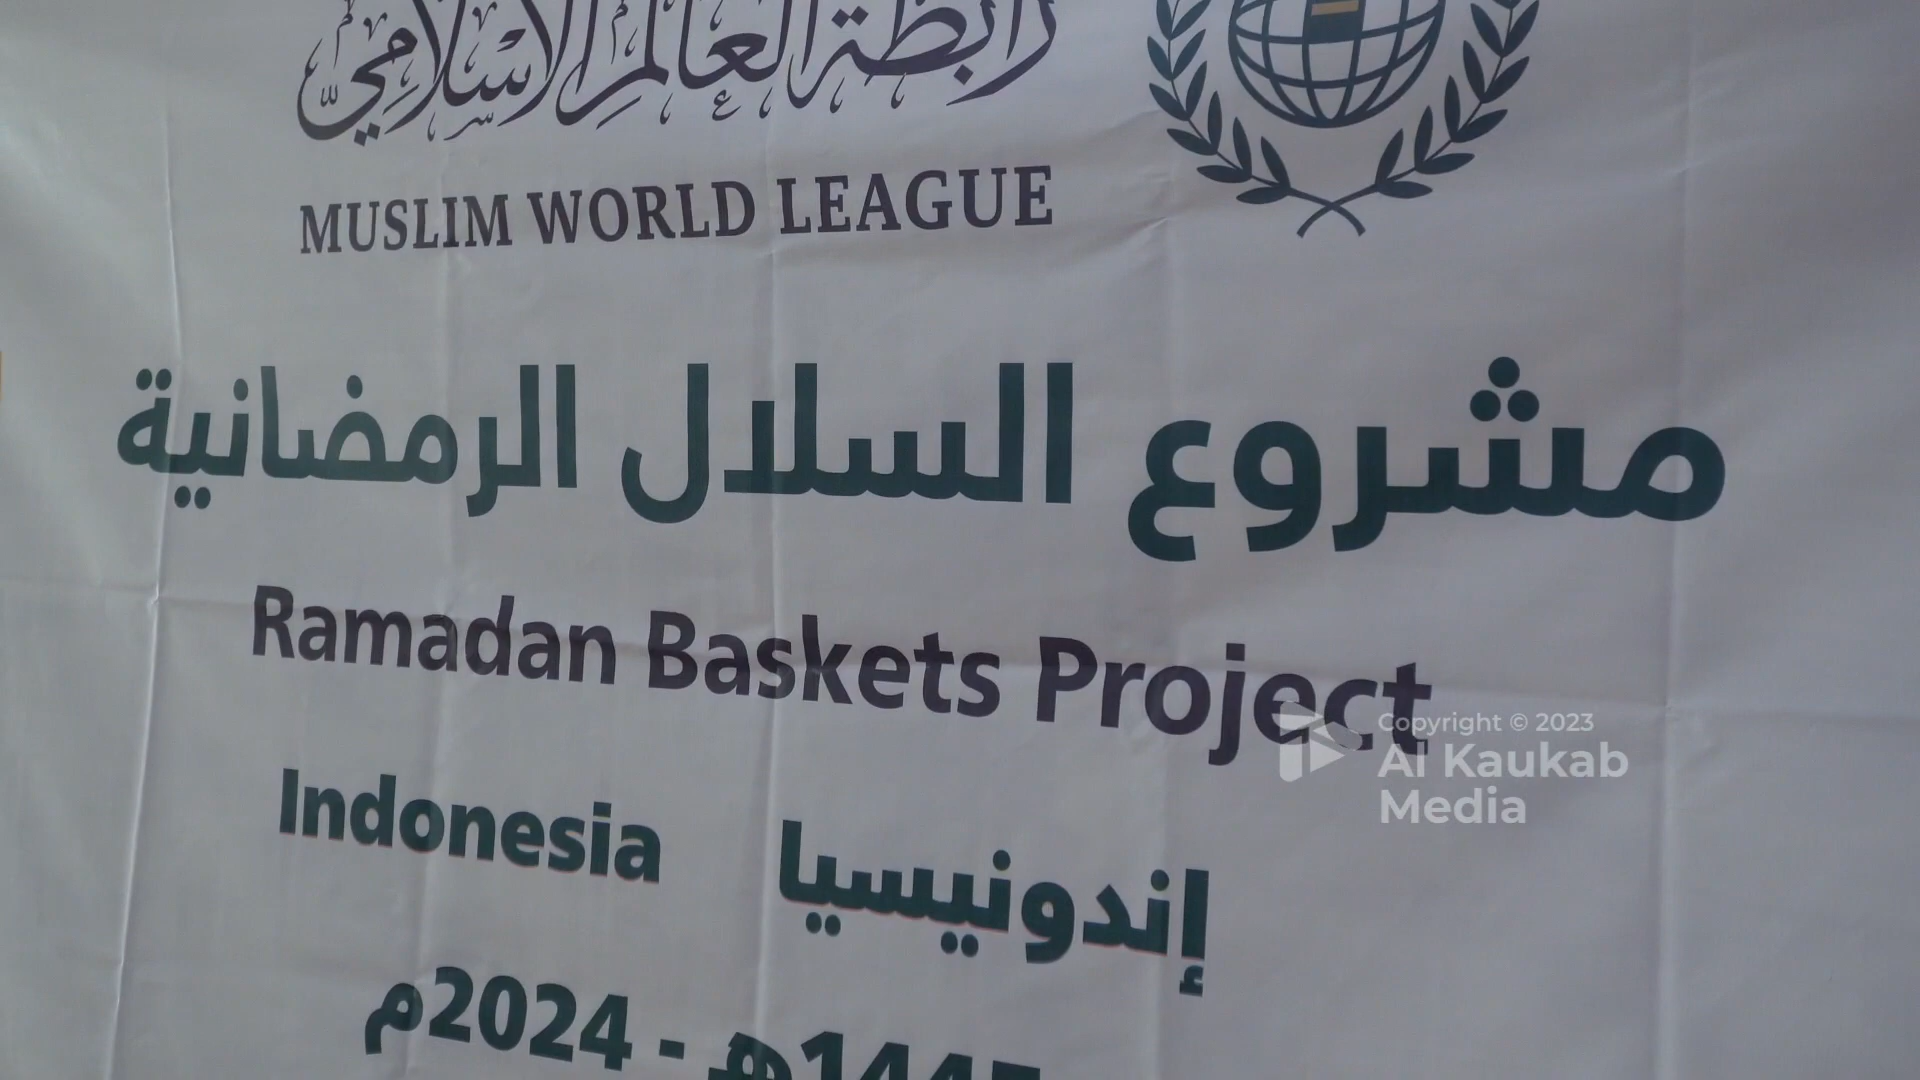 رابطة العالم الإسلامي
MUSLIM WORLD LEAGUE
مشروع السلال الرمضانية
Ramadan Baskets Project
Indonesia إندونيسيا
هـ - 2024م
Copyright © 2023
Al Kaukab
Media